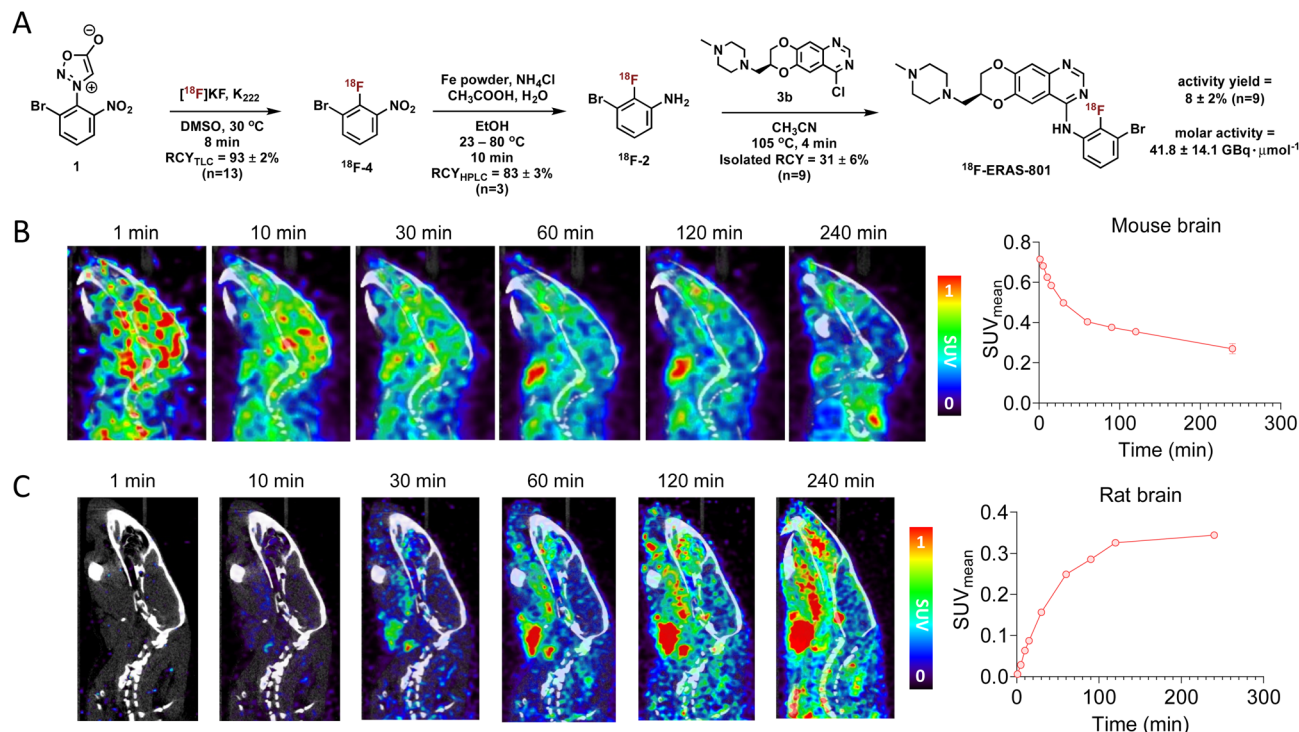 A
O ⊖
O
N
N ⊕
Br
NO₂
1
[¹⁸F]KF, K₂₂₂
DMSO, 30 ºC
8 min
RCY_TLC = 93 ± 2%
(n=13)
¹⁸F
Br
NO₂
¹⁸F-4
Fe powder, NH₄Cl
CH₃COOH, H₂O
EtOH
23 – 80 ºC
10 min
RCY_HPLC = 83 ± 3%
(n=3)
¹⁸F
Br
NH₂
¹⁸F-2
N
N
O
O
N
N
Cl
3b
CH₃CN
105 ºC, 4 min
Isolated RCY = 31 ± 6%
(n=9)
N
N
O
O
N
N
¹⁸F
HN
Br
¹⁸F-ERAS-801
activity yield =
8 ± 2% (n=9)
molar activity =
41.8 ± 14.1 GBq·μmol⁻¹
B
1 min
10 min
30 min
60 min
120 min
240 min
1
SUV
0
Mouse brain
SUVmean
0.8
0.6
0.4
0.2
0.0
0
100
200
300
Time (min)
C
1 min
10 min
30 min
60 min
120 min
240 min
1
SUV
0
Rat brain
SUVmean
0.4
0.3
0.2
0.1
0.0
0
100
200
300
Time (min)